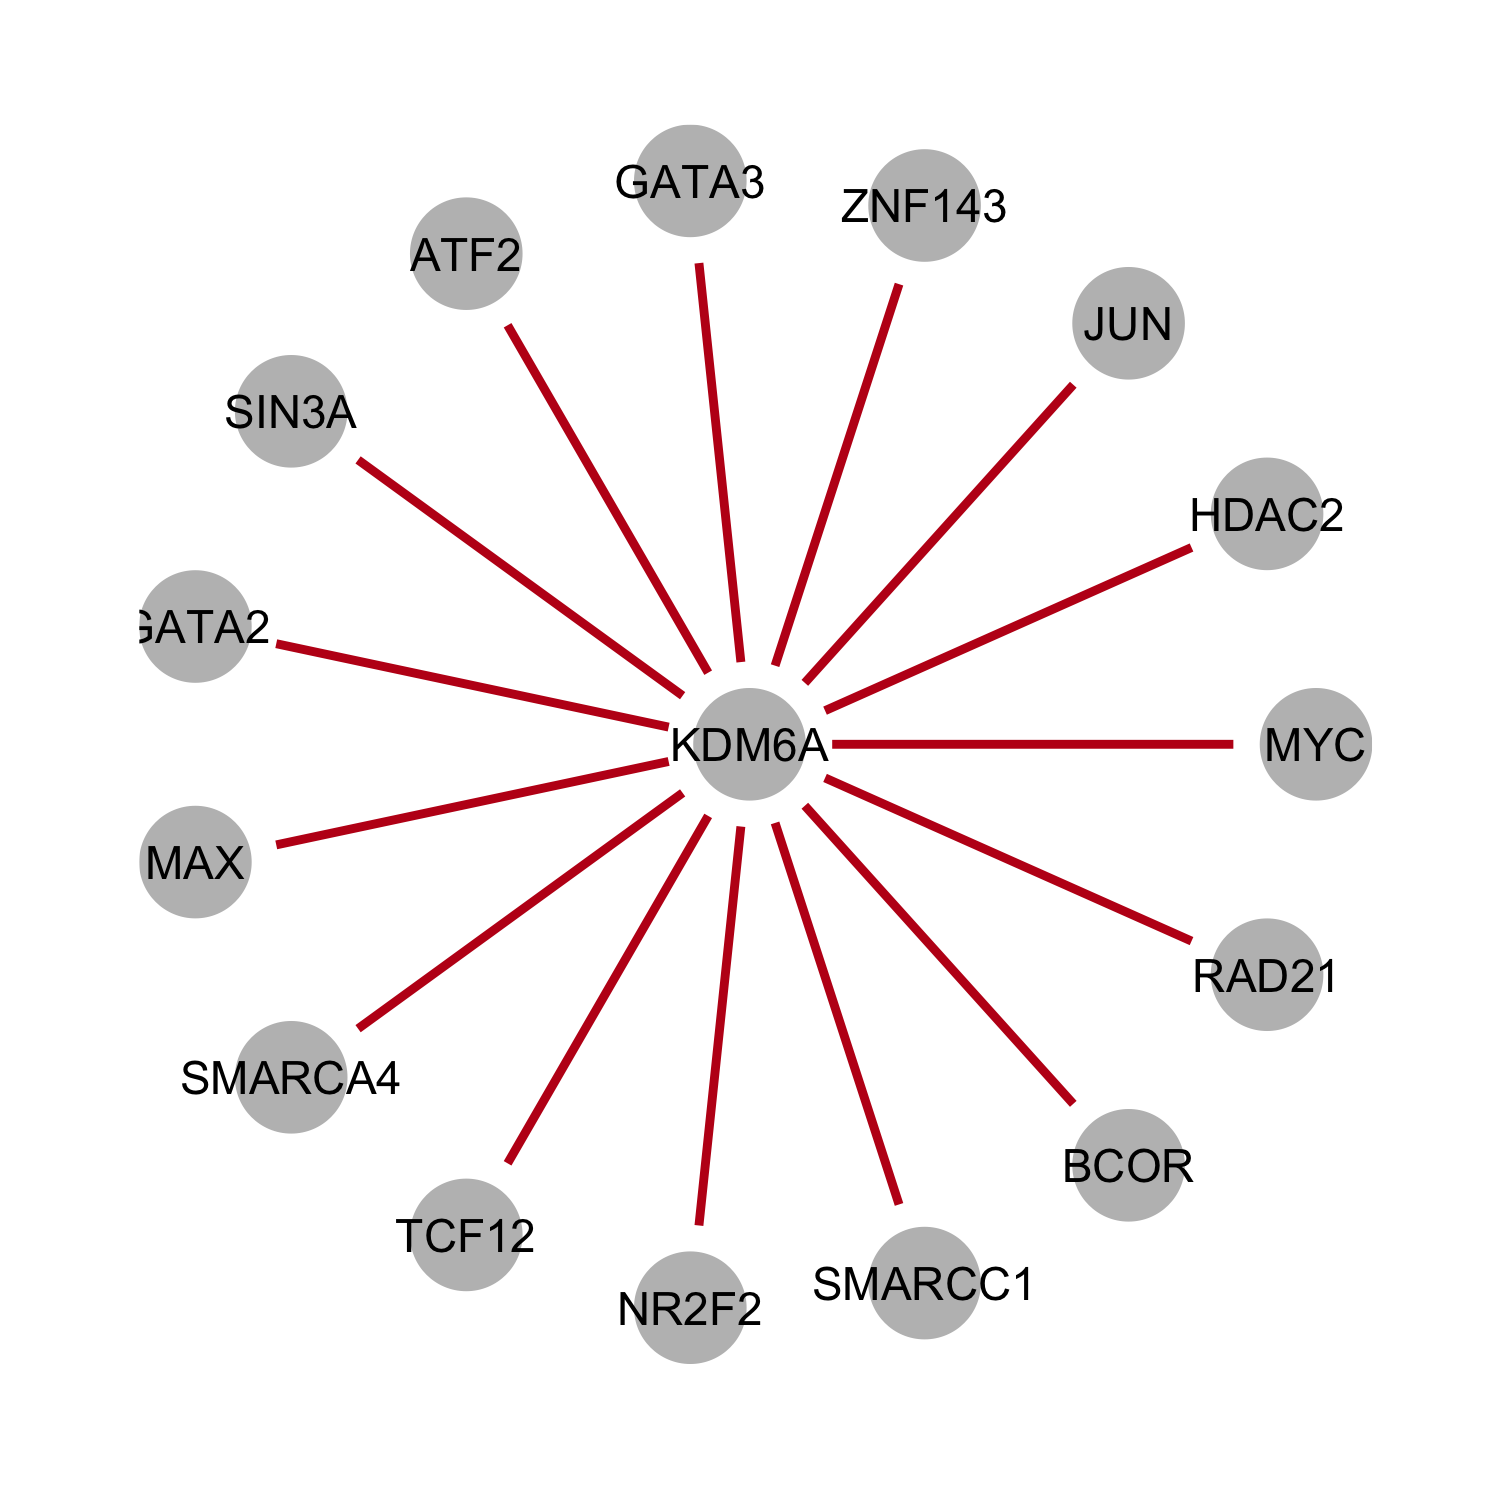 GATA3
ZNF143
ATF2
JUN
SIN3A
HDAC2
GATA2
KDM6A
MYC
MAX
RAD21
SMARCA4
BCOR
TCF12
SMARCC1
NR2F2